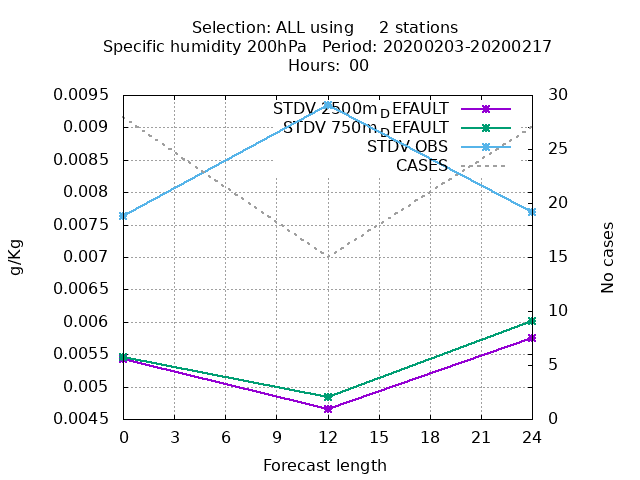 Selection: ALL using     2 stations
Specific humidity 200hPa   Period: 20200203-20200217
Hours: 00
0.0095
0.009
0.0085
0.008
0.0075
0.007
0.0065
0.006
0.0055
0.005
0.0045
30
25
20
15
10
5
0
STDV 2500mDEFAULT
STDV 750mDEFAULT
STDV OBS
CASES
g/Kg
No cases
0 3 6 9 12 15 18 21 24
Forecast length